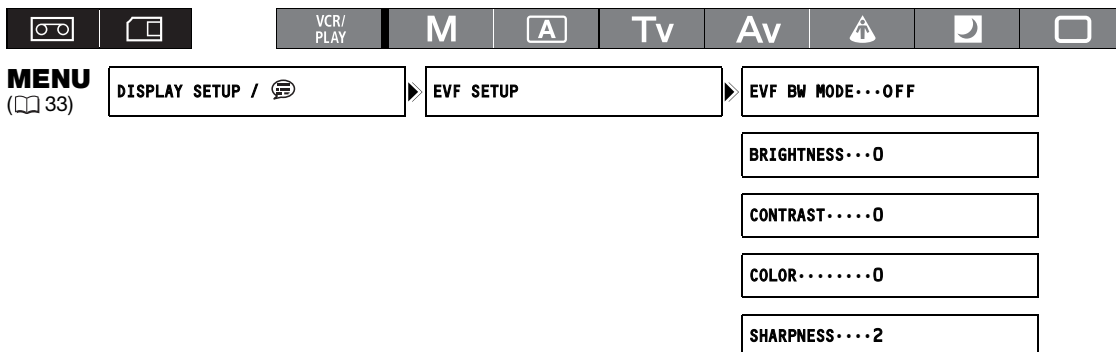 VCR/
PLAY
M
A
Tv
Av
MENU
(33)
DISPLAY SETUP /
EVF SETUP
EVF BW MODE···OFF
BRIGHTNESS···0
CONTRAST·····0
COLOR········0
SHARPNESS····2